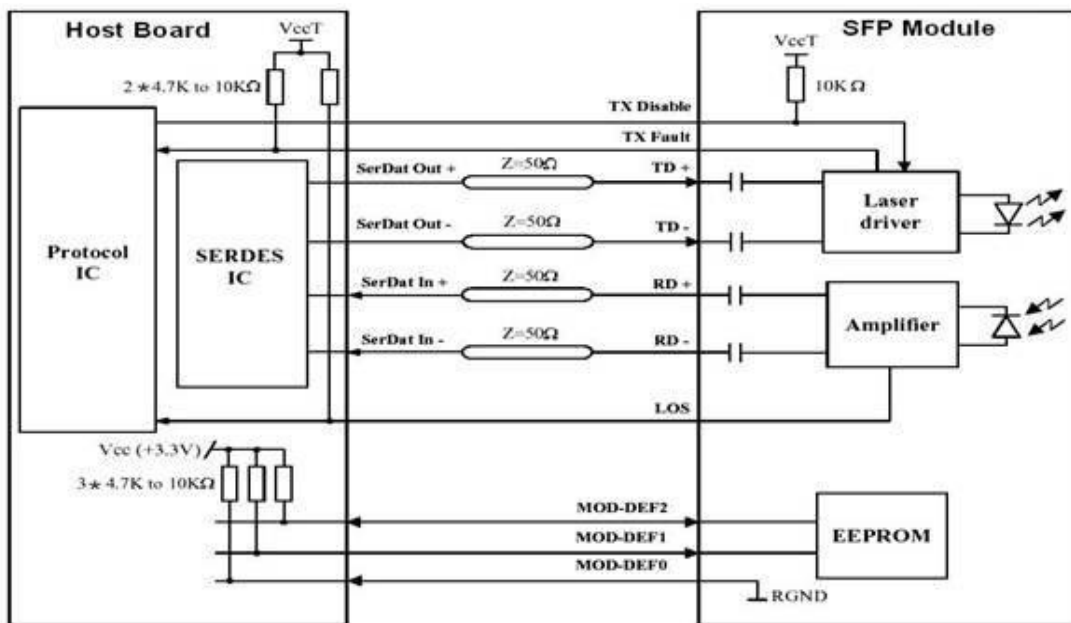 Host Board
SFP Module
VccT
VccT
2*4.7K to 10KΩ
10K Ω
TX Disable
TX Fault
SerDat Out +
Z=50Ω
TD +
SerDat Out -
Z=50Ω
TD -
Laser
driver
Protocol
IC
SERDES
IC
SerDat In +
Z=50Ω
RD +
SerDat In -
Z=50Ω
RD -
Amplifier
LOS
Vcc (+3.3V)
3* 4.7K to 10KΩ
MOD-DEF2
MOD-DEF1
MOD-DEF0
EEPROM
RGND